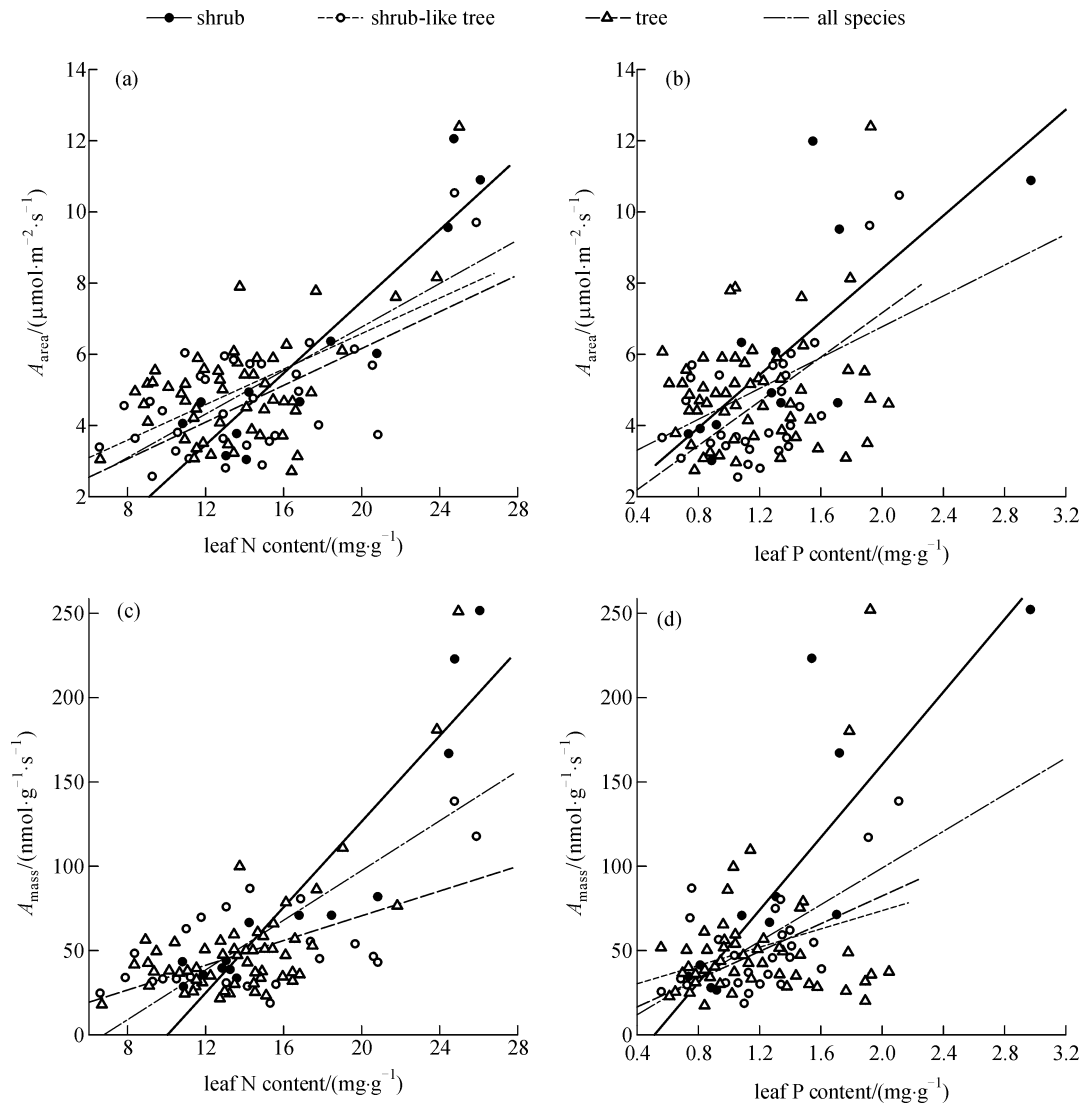 shrub shrub-like tree tree all species
(a)
14
12
10
8
6
4
2
A_area/(μmol·m⁻²·s⁻¹)
8 12 16 20 24 28
leaf N content/(mg·g⁻¹)
(b)
14
12
10
8
6
4
2
A_area/(μmol·m⁻²·s⁻¹)
0.4 0.8 1.2 1.6 2.0 2.4 2.8 3.2
leaf P content/(mg·g⁻¹)
(c)
250
200
150
100
50
0
A_mass/(nmol·g⁻¹·s⁻¹)
8 12 16 20 24 28
leaf N content/(mg·g⁻¹)
(d)
250
200
150
100
50
0
A_mass/(nmol·g⁻¹·s⁻¹)
0.4 0.8 1.2 1.6 2.0 2.4 2.8 3.2
leaf P content/(mg·g⁻¹)